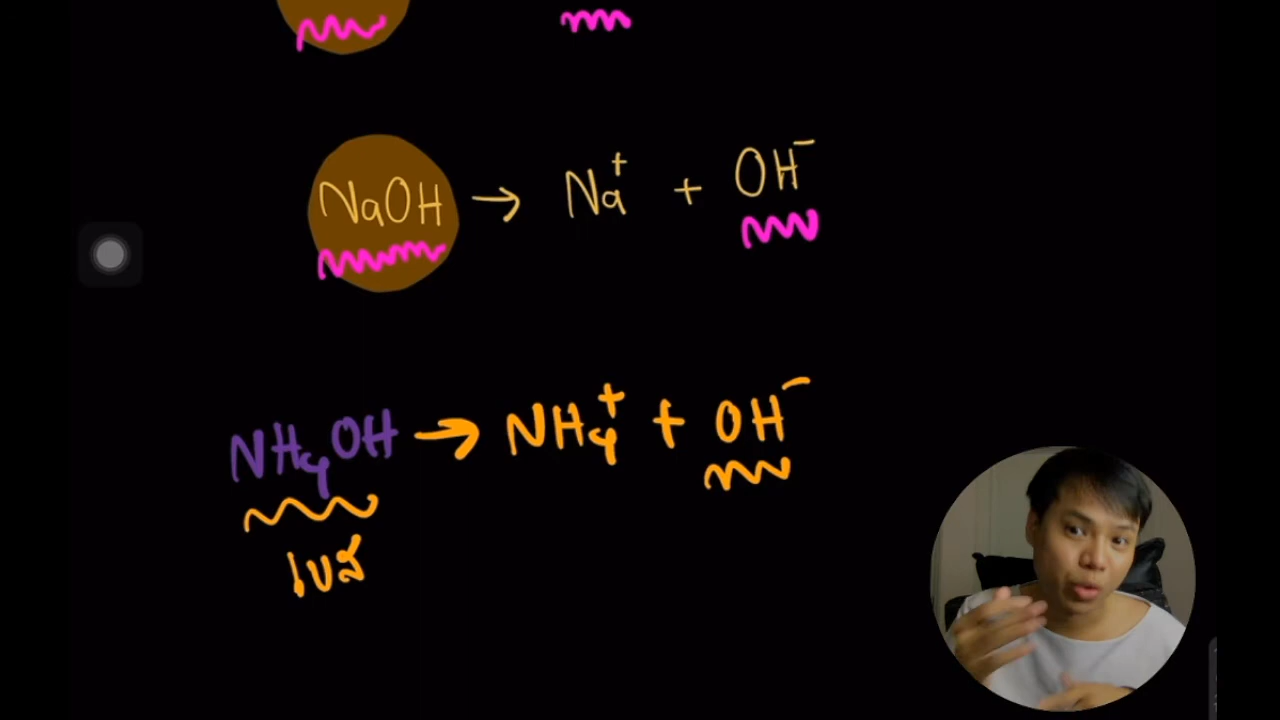 NaOH → Na⁺ + OH⁻
NH₄OH → NH₄⁺ + OH⁻
เบส